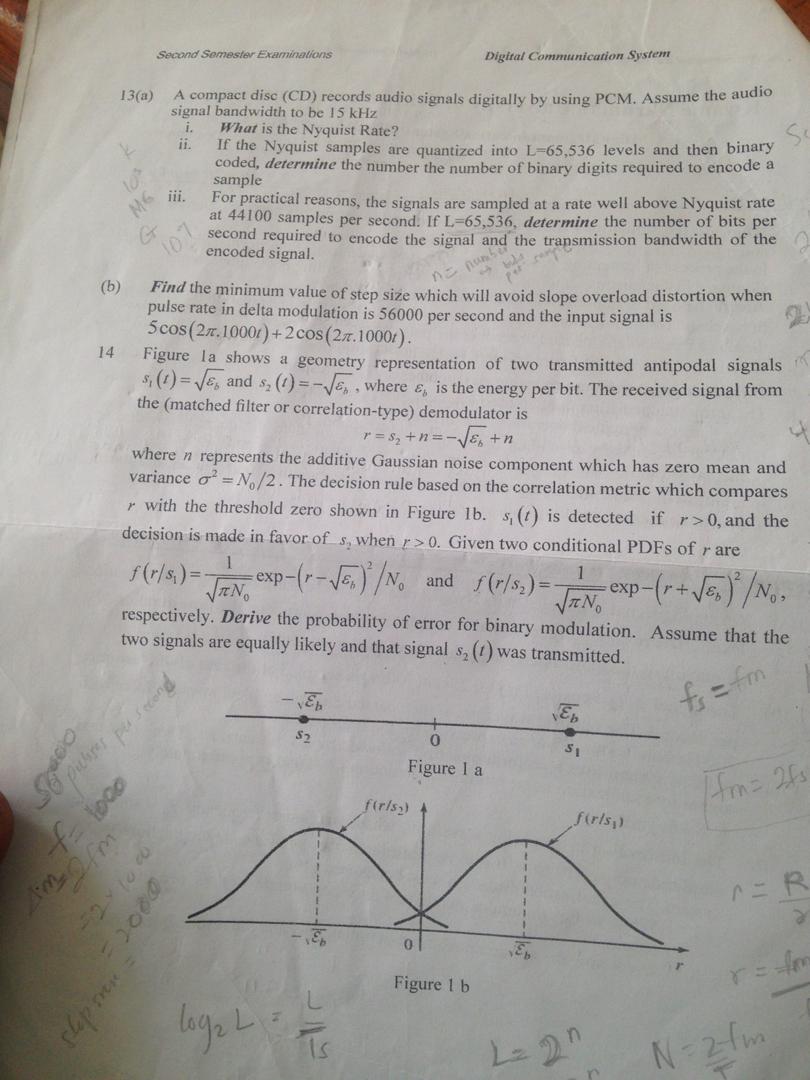 Second Semester Examinations
Digital Communication System
13(a) A compact disc (CD) records audio signals digitally by using PCM. Assume the audio
signal bandwidth to be 15 kHz
i. What is the Nyquist Rate?
ii. If the Nyquist samples are quantized into L=65,536 levels and then binary
coded, determine the number the number of binary digits required to encode a
sample
iii. For practical reasons, the signals are sampled at a rate well above Nyquist rate
at 44100 samples per second. If L=65,536, determine the number of bits per
second required to encode the signal and the transmission bandwidth of the
encoded signal.
n = number of bits per sample
(b) Find the minimum value of step size which will avoid slope overload distortion when
pulse rate in delta modulation is 56000 per second and the input signal is
5cos(2π.1000t)+2cos(2π.1000t).
14 Figure 1a shows a geometry representation of two transmitted antipodal signals
s₁(t)=√ε_b and s₂(t)=−√ε_b , where ε_b is the energy per bit. The received signal from
the (matched filter or correlation-type) demodulator is
r = s₂ + n = −√ε_b + n
where n represents the additive Gaussian noise component which has zero mean and
variance σ² = N₀/2. The decision rule based on the correlation metric which compares
r with the threshold zero shown in Figure 1b. s₁(t) is detected if r>0, and the
decision is made in favor of s₂ when r>0. Given two conditional PDFs of r are
f(r/s₁)= 1/√πN₀ exp−(r−√ε_b)²/N₀ and f(r/s₂)= 1/√πN₀ exp−(r+√ε_b)²/N₀,
respectively. Derive the probability of error for binary modulation. Assume that the
two signals are equally likely and that signal s₂(t) was transmitted.
fs = fm
−√ε_b √ε_b
s₂ 0 s₁
Figure 1 a
fm = 2fs
f(r/s₂) f(r/s₁)
−√ε_b 0 √ε_b r
Figure 1 b
pulses per second
f = 1000
= 2 × 1000
= 2000
log₂L = L/1s
L = 2ⁿ